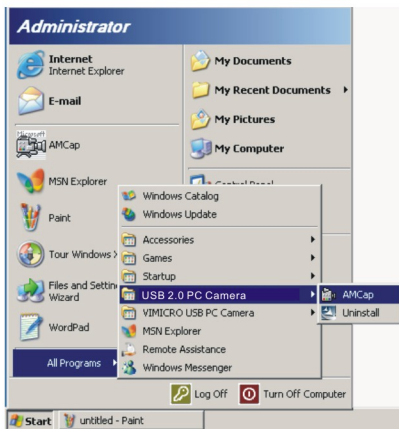 Administrator
Internet
Internet Explorer
E-mail
Microsoft
AMCap
MSN Explorer
Paint
Tour Windows X
Files and Settin
Wizard
WordPad
All Programs
My Documents
My Recent Documents
My Pictures
My Computer
Control Panel
Windows Catalog
Windows Update
Accessories
Games
Startup
USB 2.0 PC Camera
VIMICRO USB PC Camera
MSN Explorer
Remote Assistance
Windows Messenger
AMCap
Uninstall
Log Off
Turn Off Computer
Start
untitled - Paint